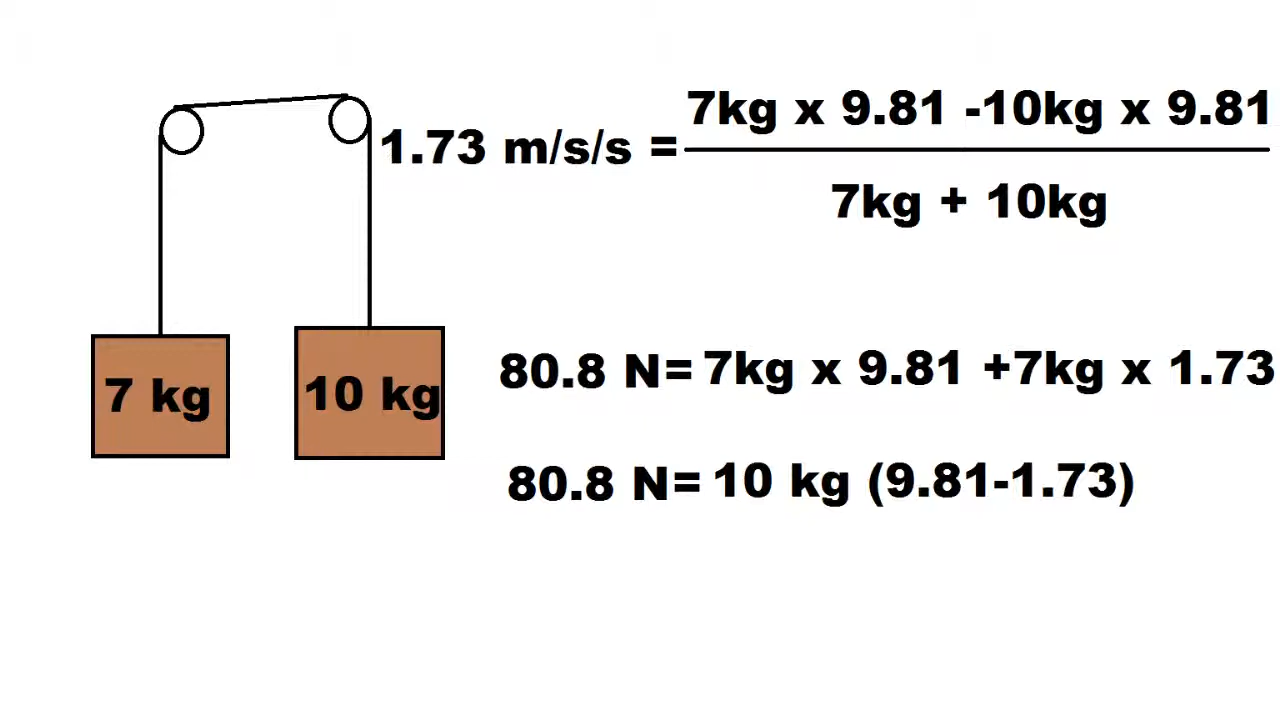 7kg x 9.81 -10kg x 9.81
1.73 m/s/s =
7kg + 10kg
7 kg
10 kg
80.8 N= 7kg x 9.81 +7kg x 1.73
80.8 N= 10 kg (9.81-1.73)